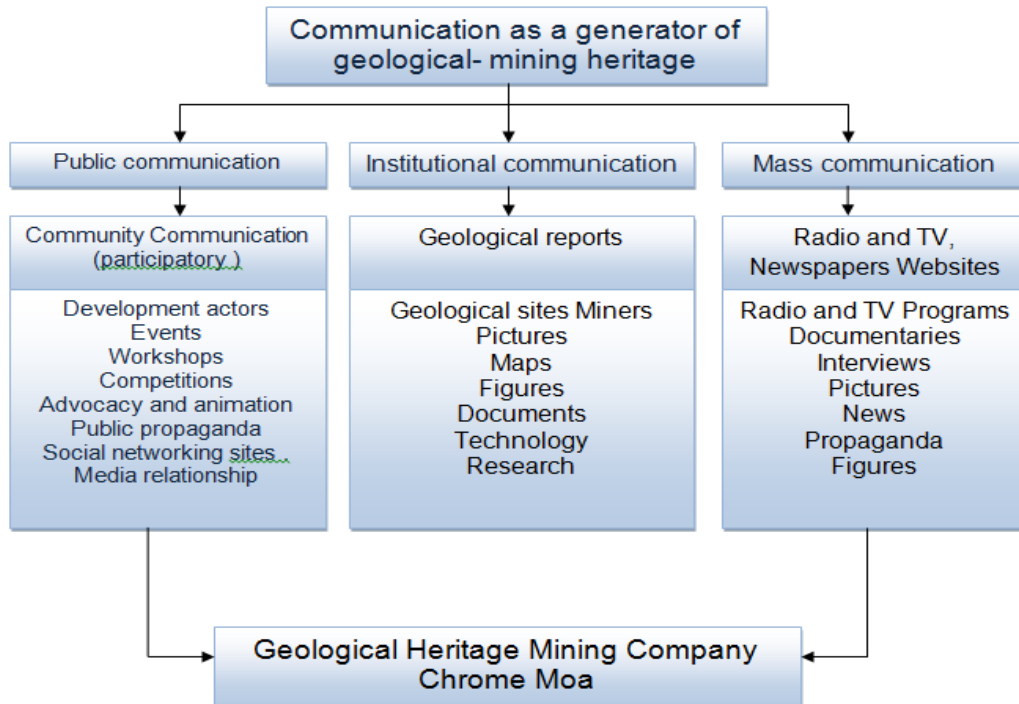 Communication as a generator of
geological- mining heritage
Public communication
Institutional communication
Mass communication
Community Communication
(participatory )
Development actors
Events
Workshops
Competitions
Advocacy and animation
Public propaganda
Social networking sites ,
Media relationship
Geological reports
Geological sites Miners
Pictures
Maps
Figures
Documents
Technology
Research
Radio and TV,
Newspapers Websites
Radio and TV Programs
Documentaries
Interviews
Pictures
News
Propaganda
Figures
Geological Heritage Mining Company
Chrome Moa